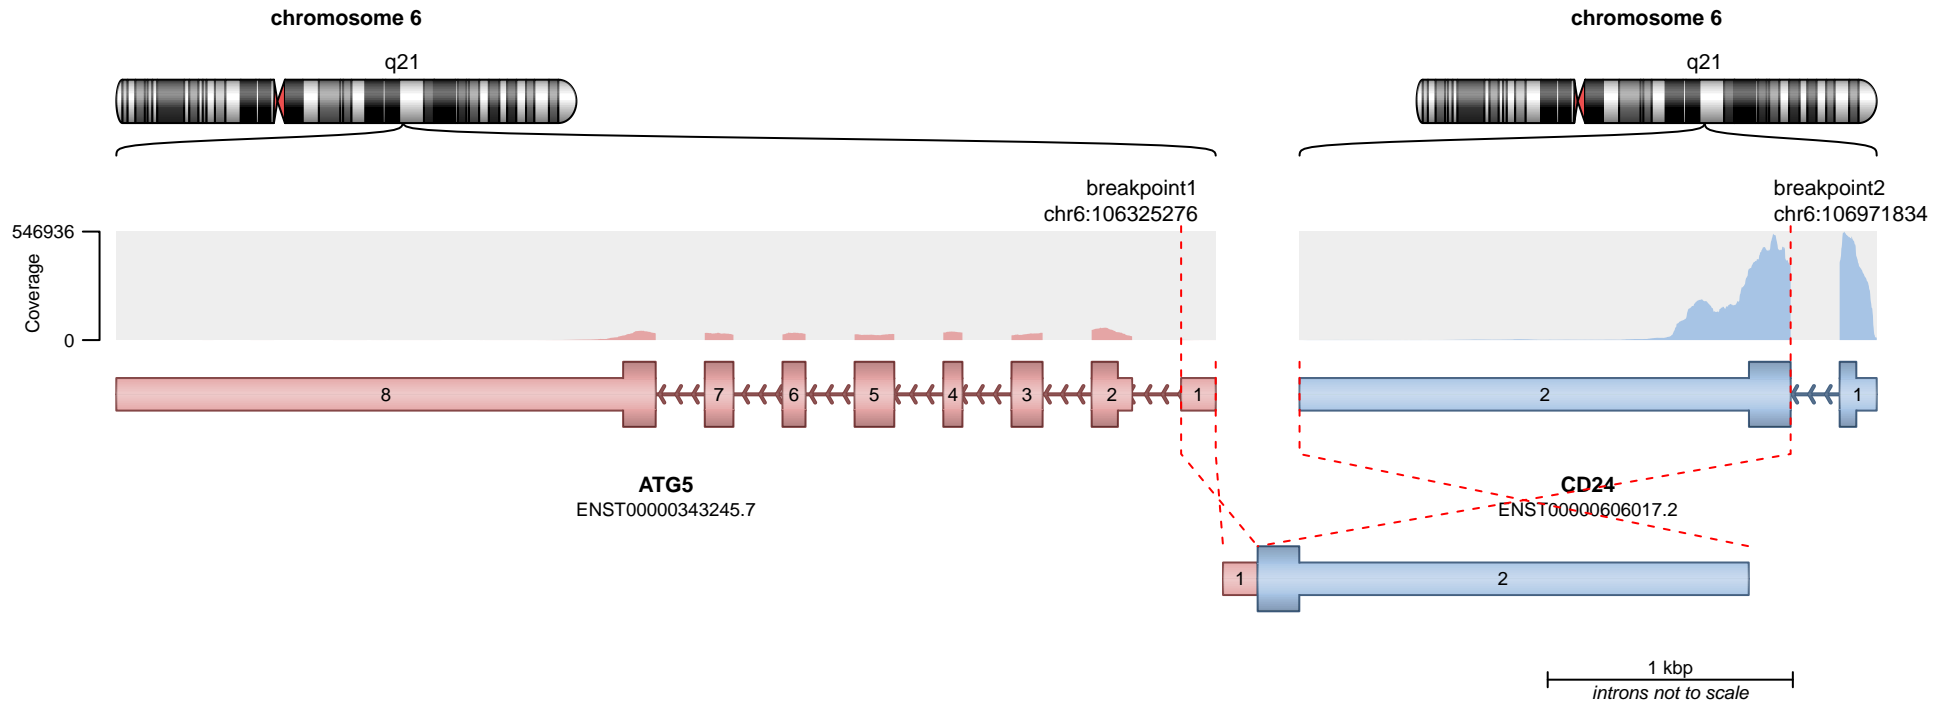 chromosome 6
chromosome 6
q21
q21
breakpoint1
chr6:106325276
breakpoint2
chr6:106971834
546936
0
Coverage
8
7
6
5
4
3
2
1
2
1
ATG5
ENST00000343245.7
CD24
ENST00000606017.2
1
2
1 kbp
introns not to scale